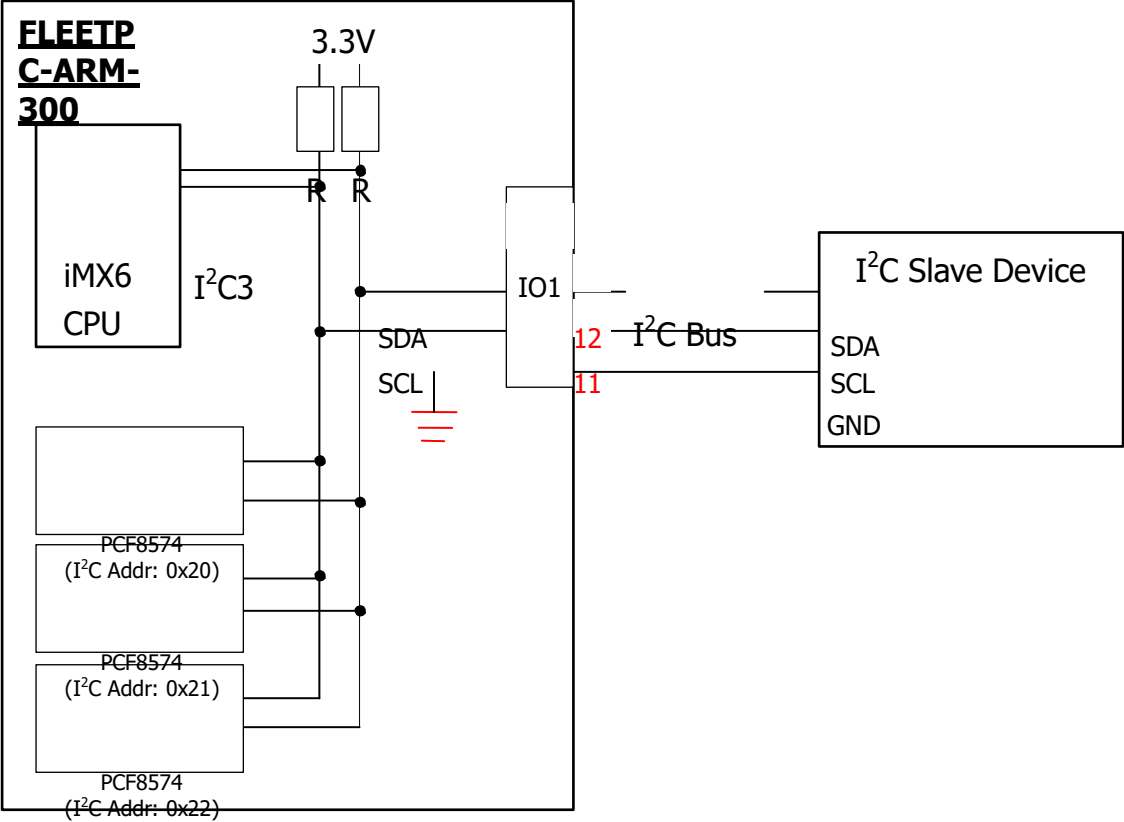 FLEETP
C-ARM-
300
3.3V
R R
iMX6
CPU
I²C3
IO1
I²C Slave Device
SDA
SCL
12
11
I²C Bus
SDA
SCL
GND
PCF8574
(I²C Addr: 0x20)
PCF8574
(I²C Addr: 0x21)
PCF8574
(I²C Addr: 0x22)